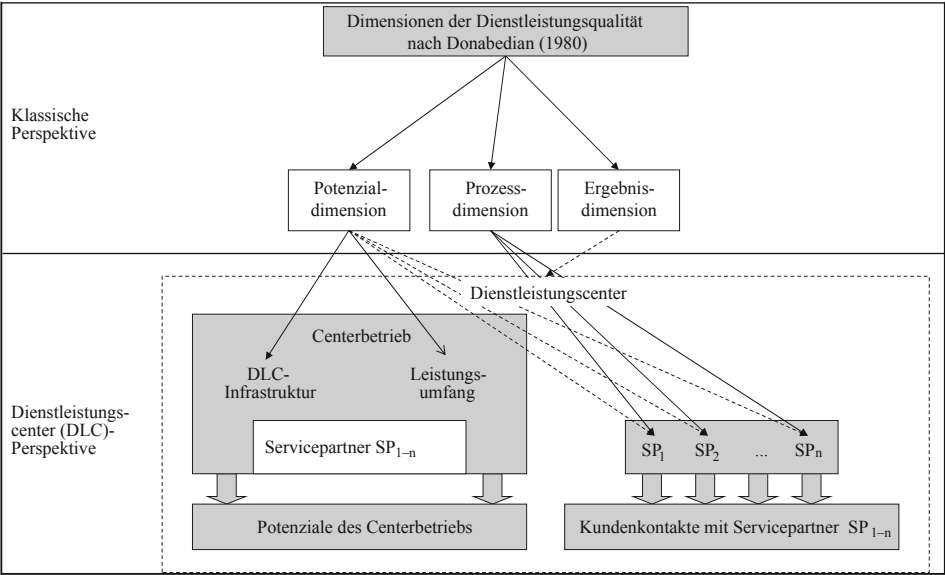 Dimensionen der Dienstleistungsqualität
nach Donabedian (1980)
Klassische
Perspektive
Potenzial-
dimension
Prozess-
dimension
Ergebnis-
dimension
Dienstleistungscenter
Centerbetrieb
DLC-
Infrastruktur
Leistungs-
umfang
Dienstleistungs-
center (DLC)-
Perspektive
Servicepartner SP1–n
SP1 SP2 ... SPn
Potenziale des Centerbetriebs
Kundenkontakte mit Servicepartner SP1–n